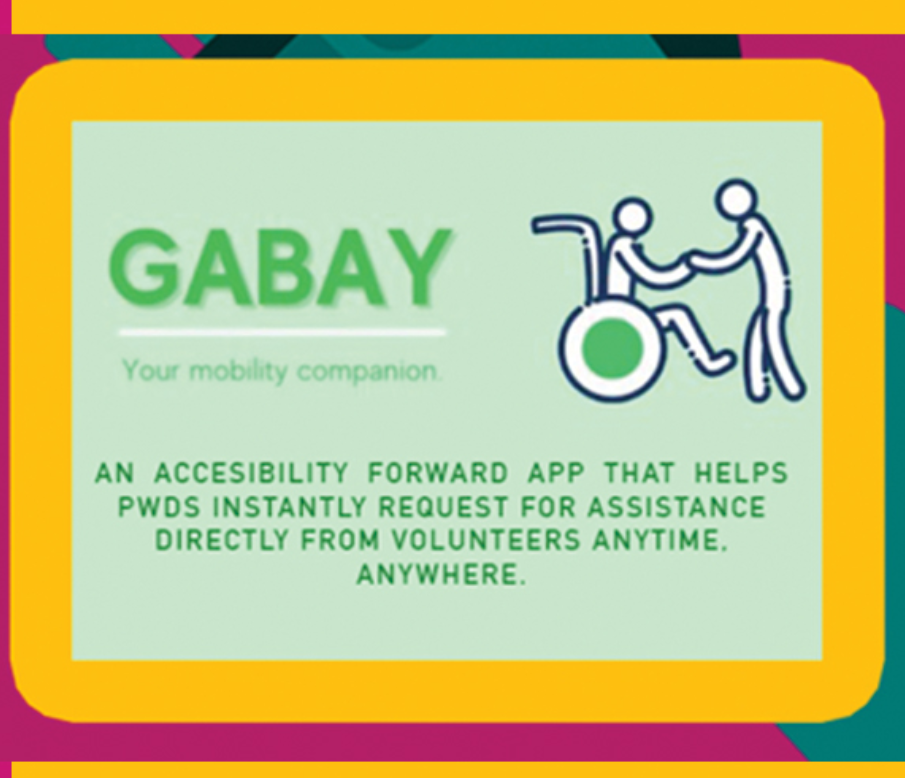 GABAY
Your mobility companion.
AN ACCESIBILITY FORWARD APP THAT HELPS
PWDS INSTANTLY REQUEST FOR ASSISTANCE
DIRECTLY FROM VOLUNTEERS ANYTIME,
ANYWHERE.